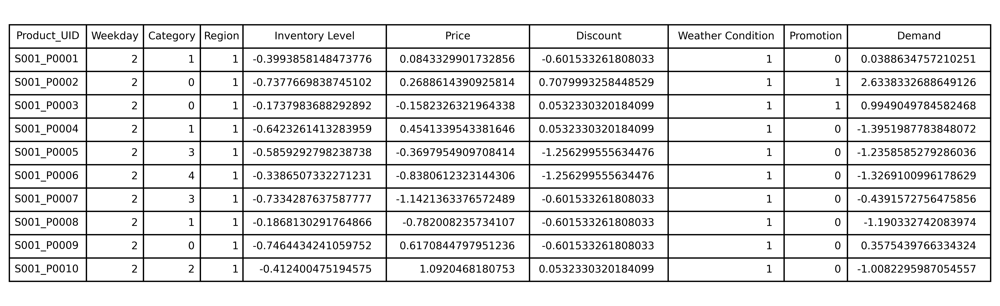 Product_UID Weekday Category Region Inventory Level Price Discount Weather Condition Promotion Demand
S001_P0001 2 1 1 -0.3993858148473776 0.0843329901732856 -0.601533261808033 1 0 0.0388634757210251
S001_P0002 2 0 1 -0.7377669838745102 0.2688614390925814 0.7079993258448529 1 1 2.6338332688649126
S001_P0003 2 0 1 -0.1737983688292892 -0.1582326321964338 0.0532330320184099 1 1 0.9949049784582468
S001_P0004 2 1 1 -0.6423261413283959 0.4541339543381646 0.0532330320184099 1 0 -1.3951987783848072
S001_P0005 2 3 1 -0.5859292798238738 -0.3697954909708414 -1.256299555634476 1 0 -1.2358585279286036
S001_P0006 2 4 1 -0.3386507332271231 -0.8380612323144306 -1.256299555634476 1 0 -1.3269100996178629
S001_P0007 2 3 1 -0.7334287637587777 -1.1421363376572489 -0.601533261808033 1 0 -0.4391572756475856
S001_P0008 2 1 1 -0.1868130291764866 -0.782008235734107 -0.601533261808033 1 0 -1.190332742083974
S001_P0009 2 0 1 -0.7464434241059752 0.6170844797951236 -0.601533261808033 1 0 0.3575439766334324
S001_P0010 2 2 1 -0.412400475194575 1.0920468180753 0.0532330320184099 1 0 -1.0082295987054557